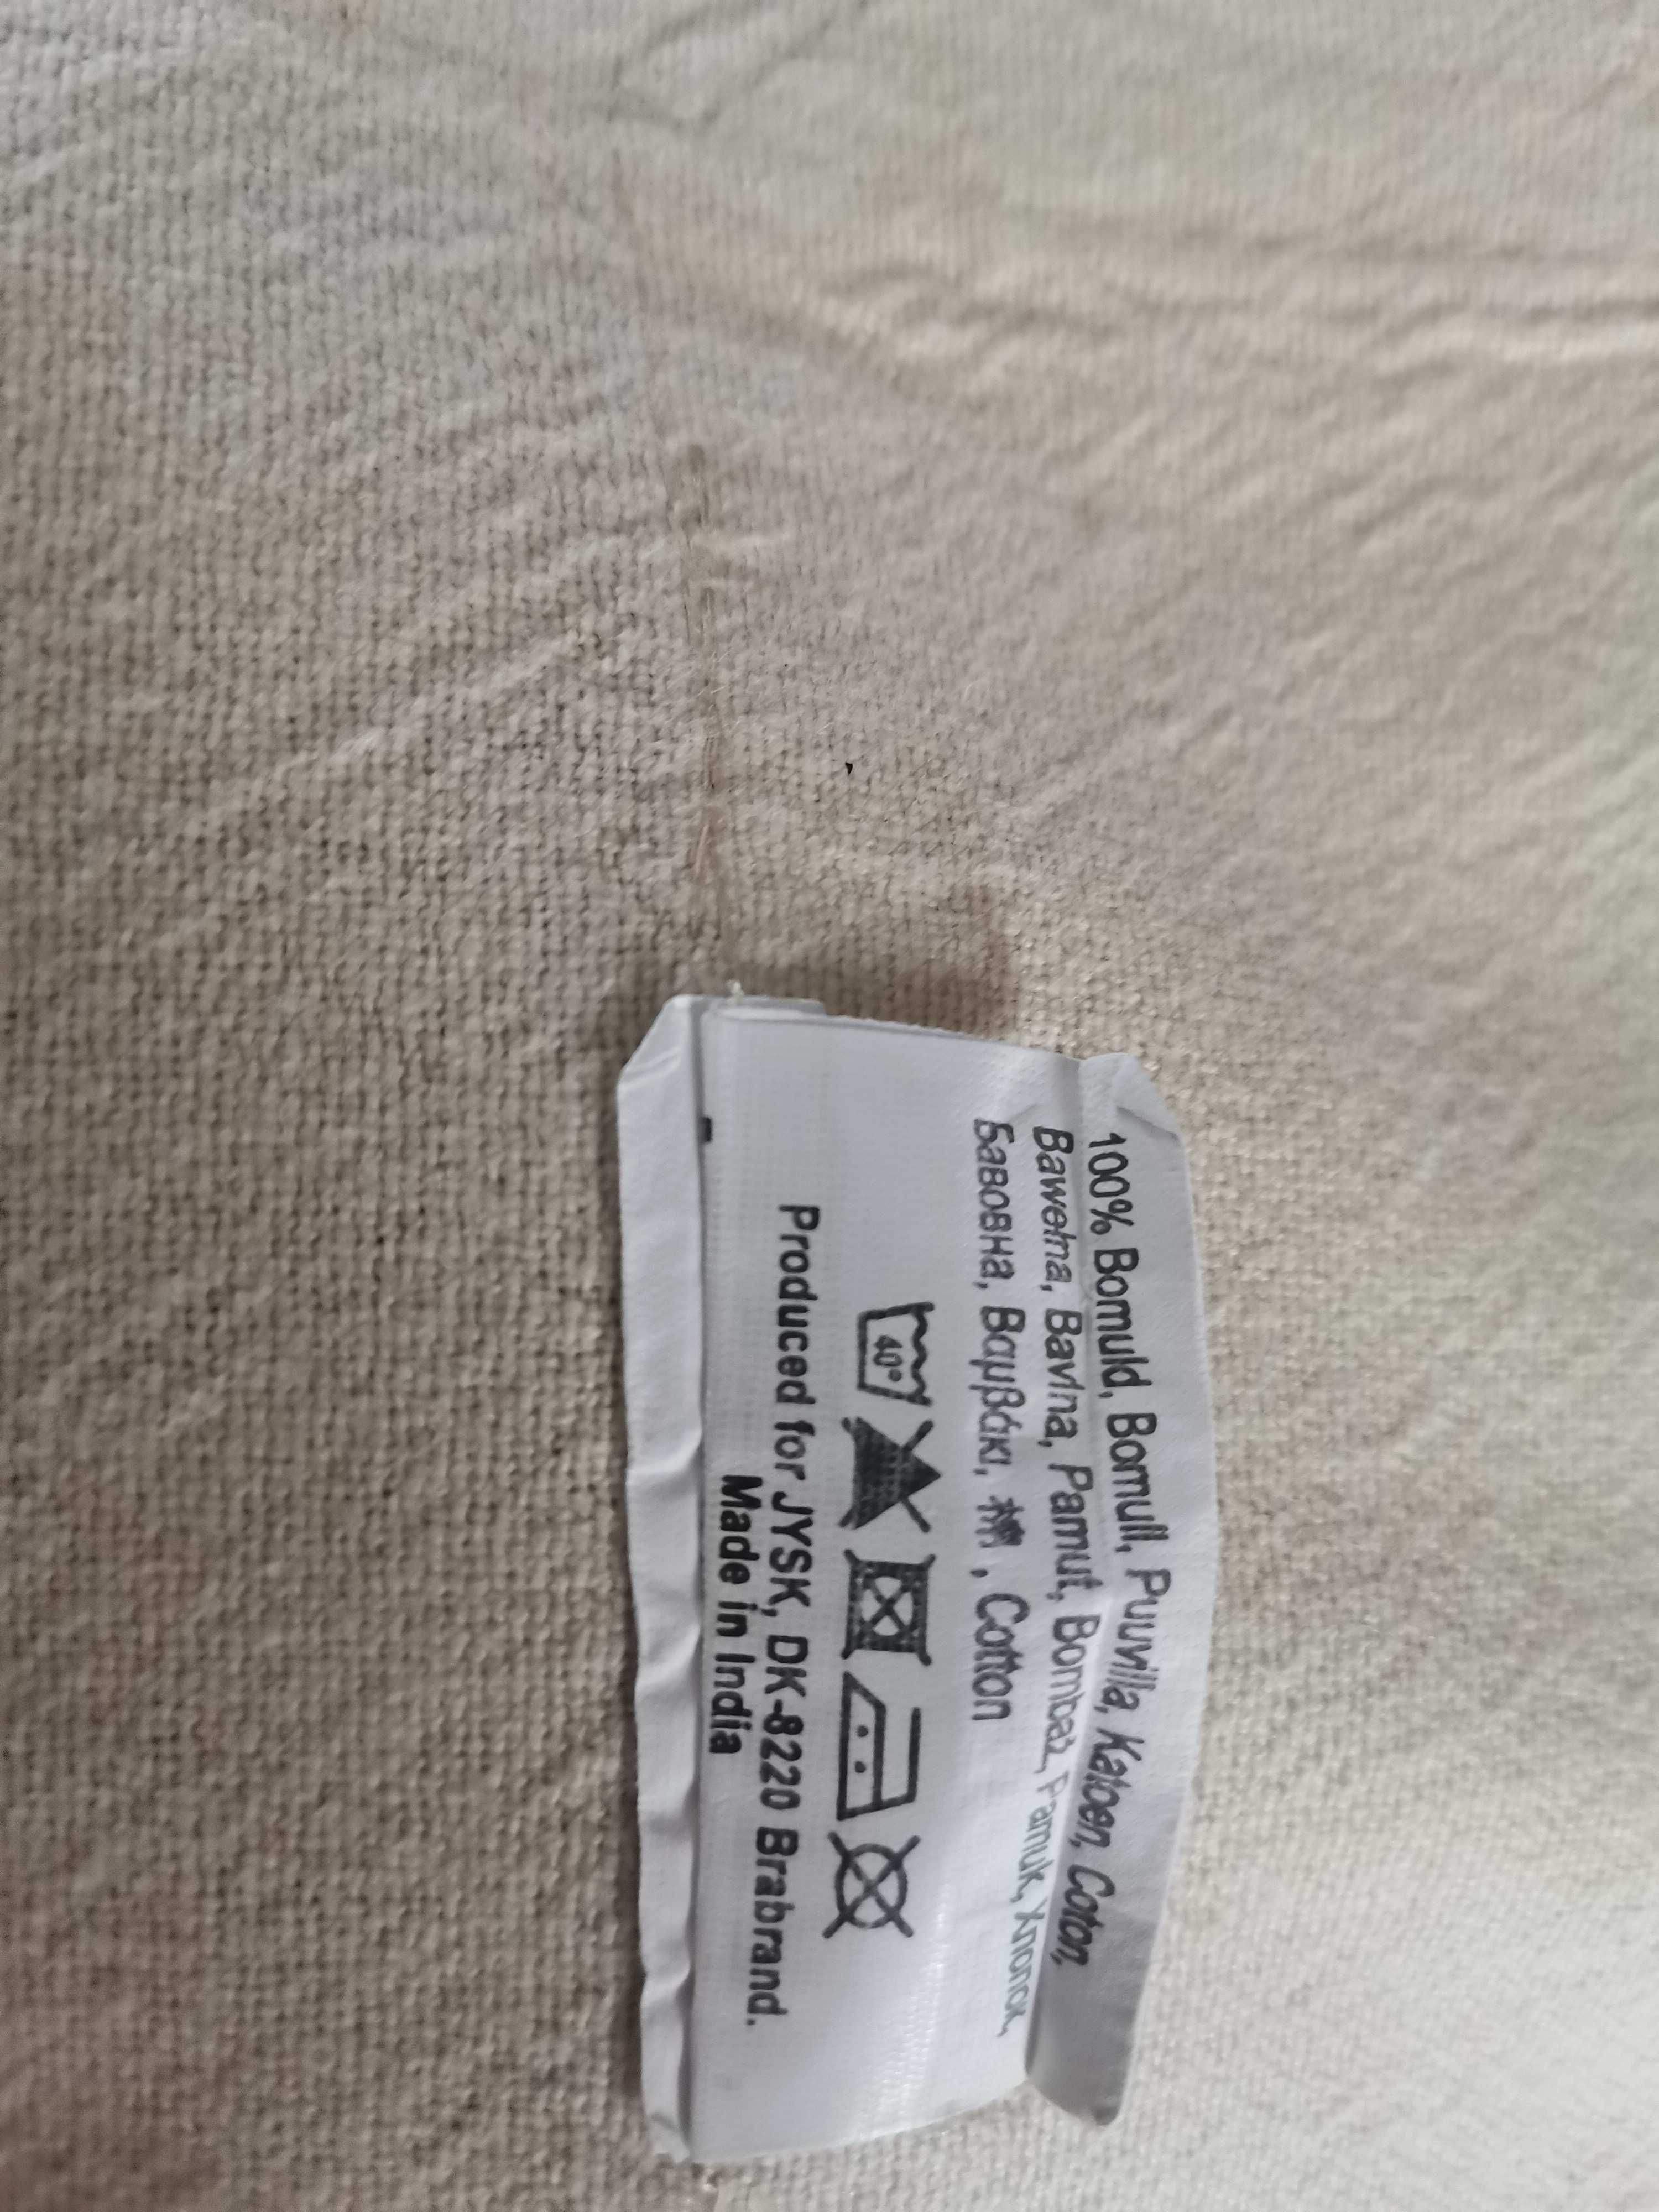 100% Bomuld, Bomull, Puuvilla, Katoen, Coton,
Bawełna, Bavlna, Pamut, Bombaž, Pamuk, Хлопок,
Бавовна, Βαμβάκι, 棉, Cotton
40°
Produced for JYSK, DK-8220 Brabrand.
Made in India